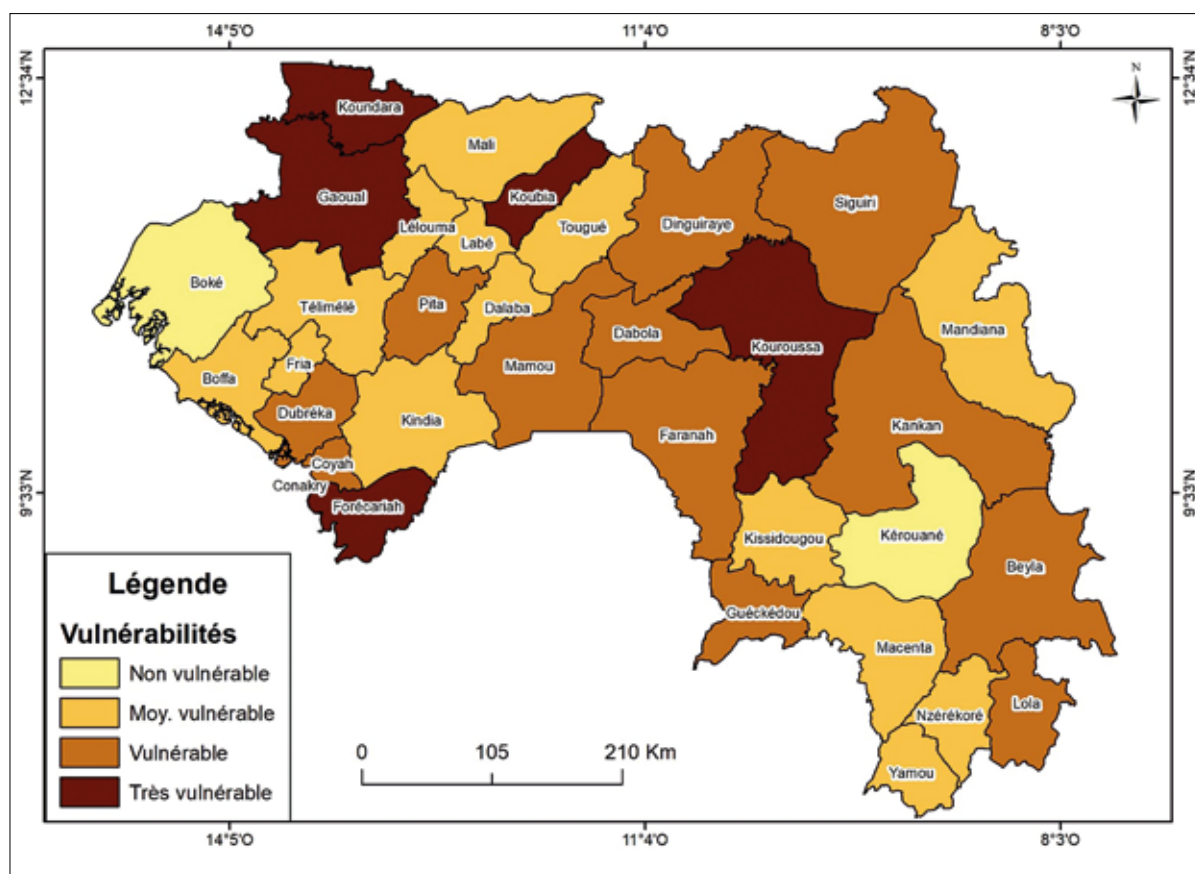 14°5'O
11°4'O
8°3'O
12°34'N
12°34'N
N
Koundara
Mali
Gaoual
Koubia
Siguiri
Lélouma
Labé
Tougué
Dinguiraye
Boké
Télimélé
Pita
Dalaba
Dabola
Mandiana
Kouroussa
Fria
Mamou
Boffa
Dubréka
Kindia
Faranah
Kankan
Coyah
Conakry
9°33'N
9°33'N
Forécariah
Kissidougou
Kérouané
Beyla
Guéckédou
Macenta
Lola
Nzérékoré
Yamou
Légende
Vulnérabilités
Non vulnérable
Moy. vulnérable
Vulnérable
Très vulnérable
0 105 210 Km
14°5'O
11°4'O
8°3'O